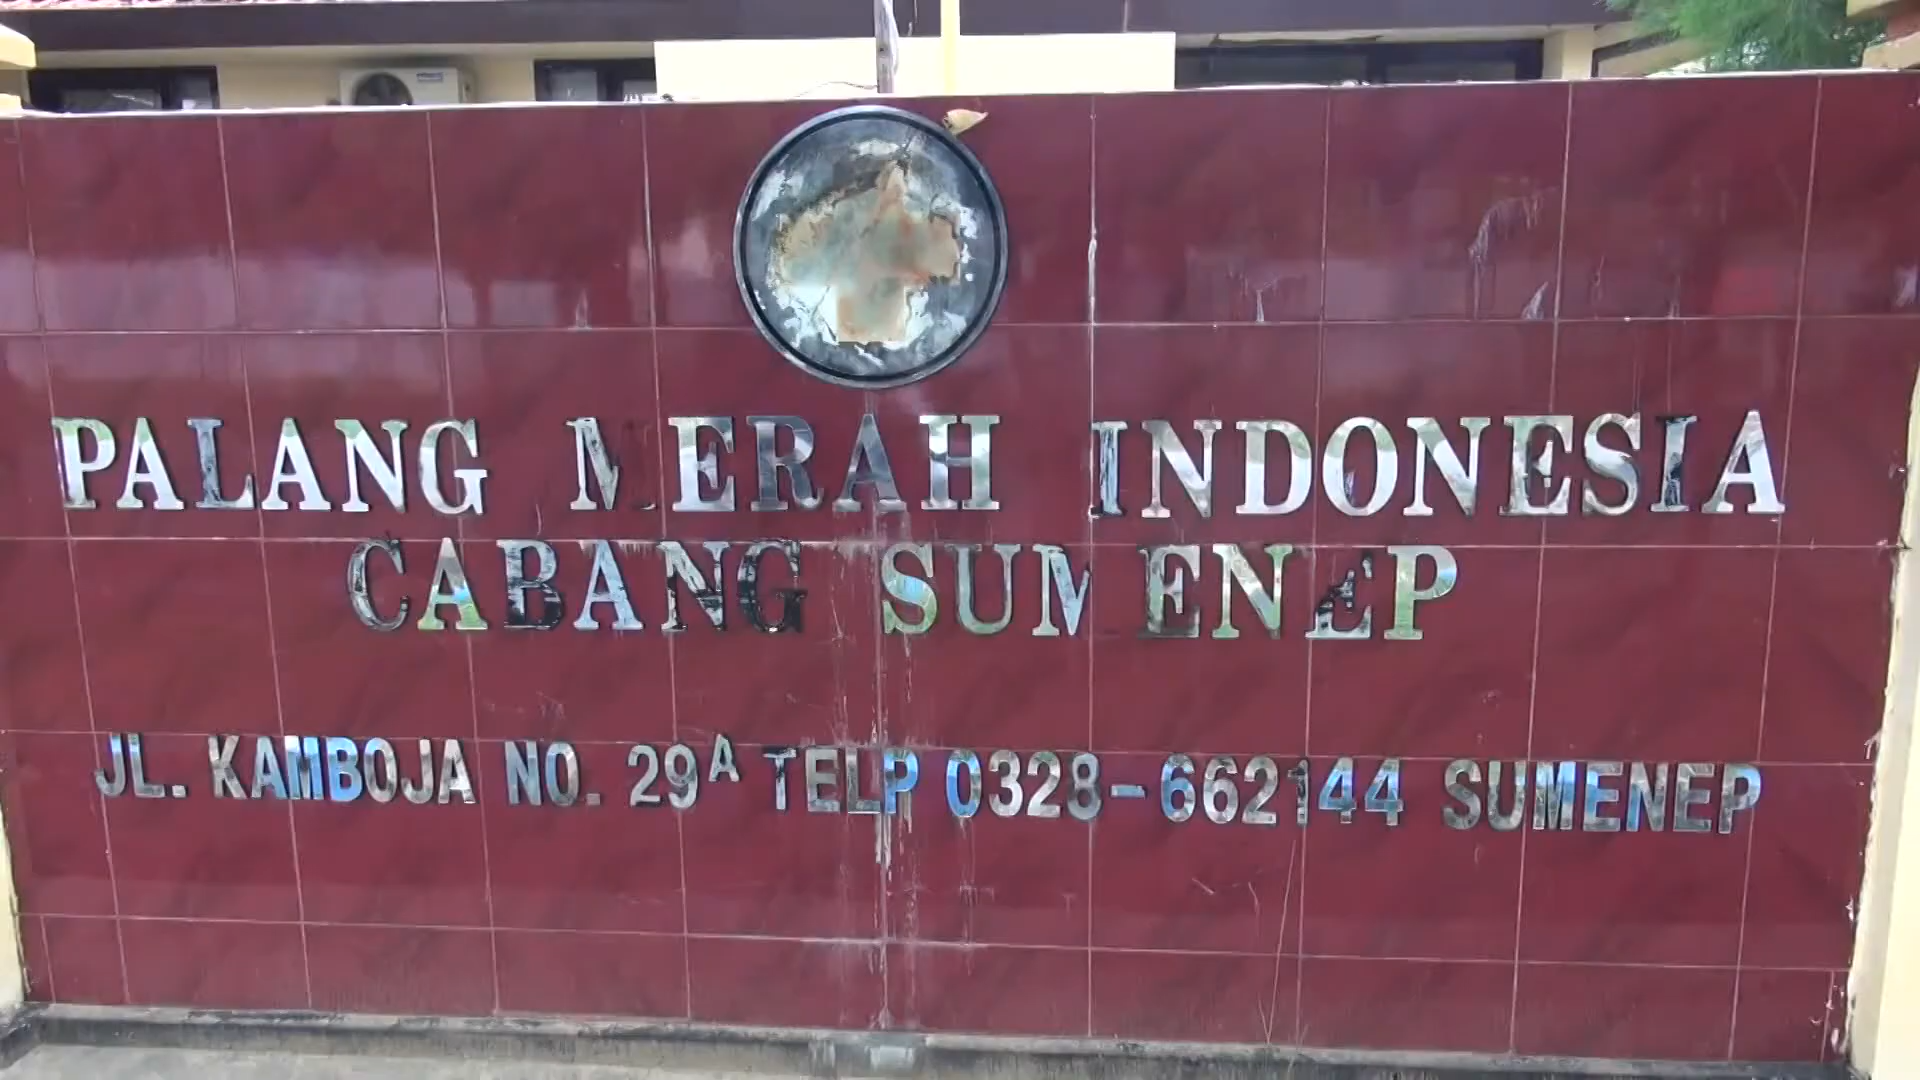 PALANG MERAH INDONESIA
CABANG SUMENEP
JL. KAMBOJA NO. 29A TELP 0328-662144 SUMENEP